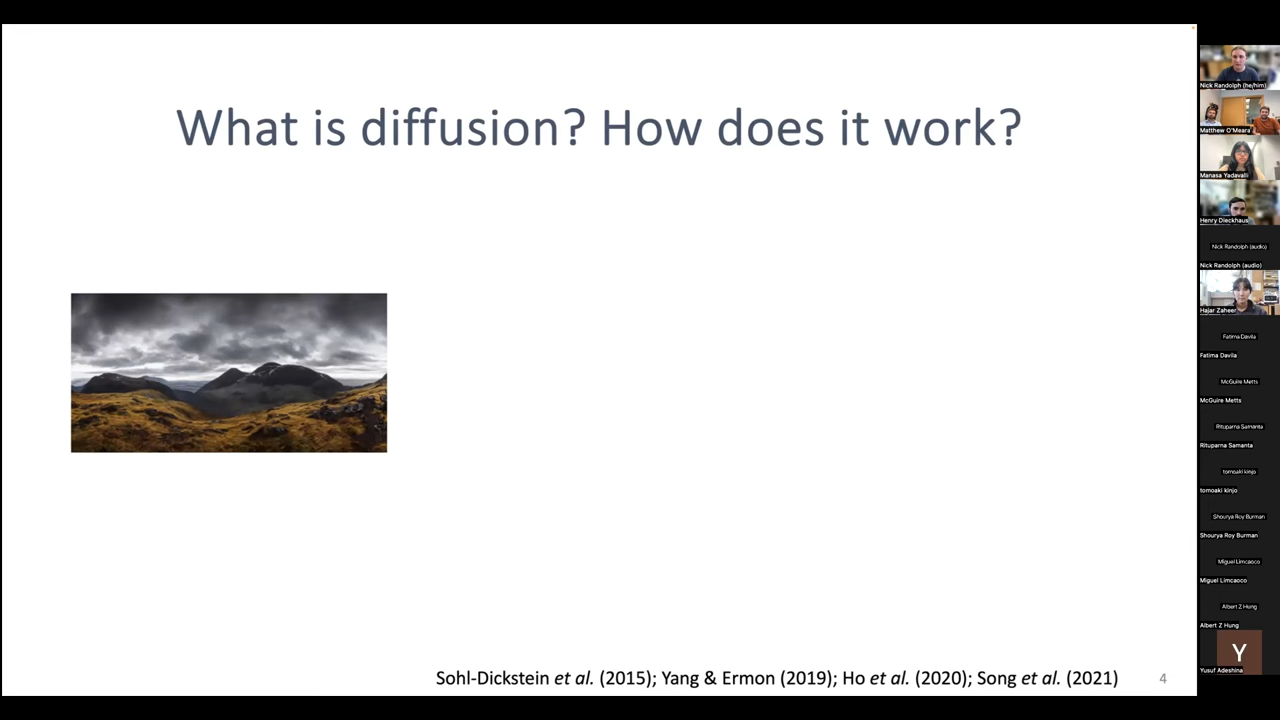 What is diffusion? How does it work?
Sohl-Dickstein et al. (2015); Yang & Ermon (2019); Ho et al. (2020); Song et al. (2021)
4
Nick Randolph (he/him)
Matthew O'Meara
Manasa Yadavalli
Henry Dieckhaus
Nick Randolph (audio)
Nick Randolph (audio)
Hajar Zaheer
Fatima Davila
Fatima Davila
McGuire Metts
McGuire Metts
Rituparna Samanta
Rituparna Samanta
tomoaki kinjo
tomoaki kinjo
Shourya Roy Burman
Shourya Roy Burman
Miguel Limcaoco
Miguel Limcaoco
Albert Z Hung
Albert Z Hung
Y
Yusuf Adeshina